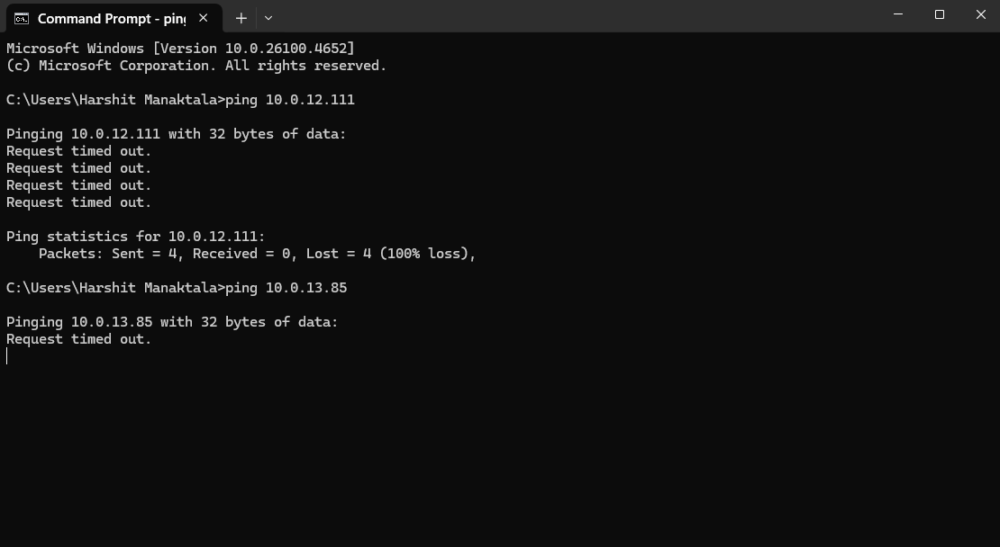 Command Prompt - ping
Microsoft Windows [Version 10.0.26100.4652]
(c) Microsoft Corporation. All rights reserved.
C:\Users\Harshit Manaktala>ping 10.0.12.111
Pinging 10.0.12.111 with 32 bytes of data:
Request timed out.
Request timed out.
Request timed out.
Request timed out.
Ping statistics for 10.0.12.111:
    Packets: Sent = 4, Received = 0, Lost = 4 (100% loss),
C:\Users\Harshit Manaktala>ping 10.0.13.85
Pinging 10.0.13.85 with 32 bytes of data:
Request timed out.